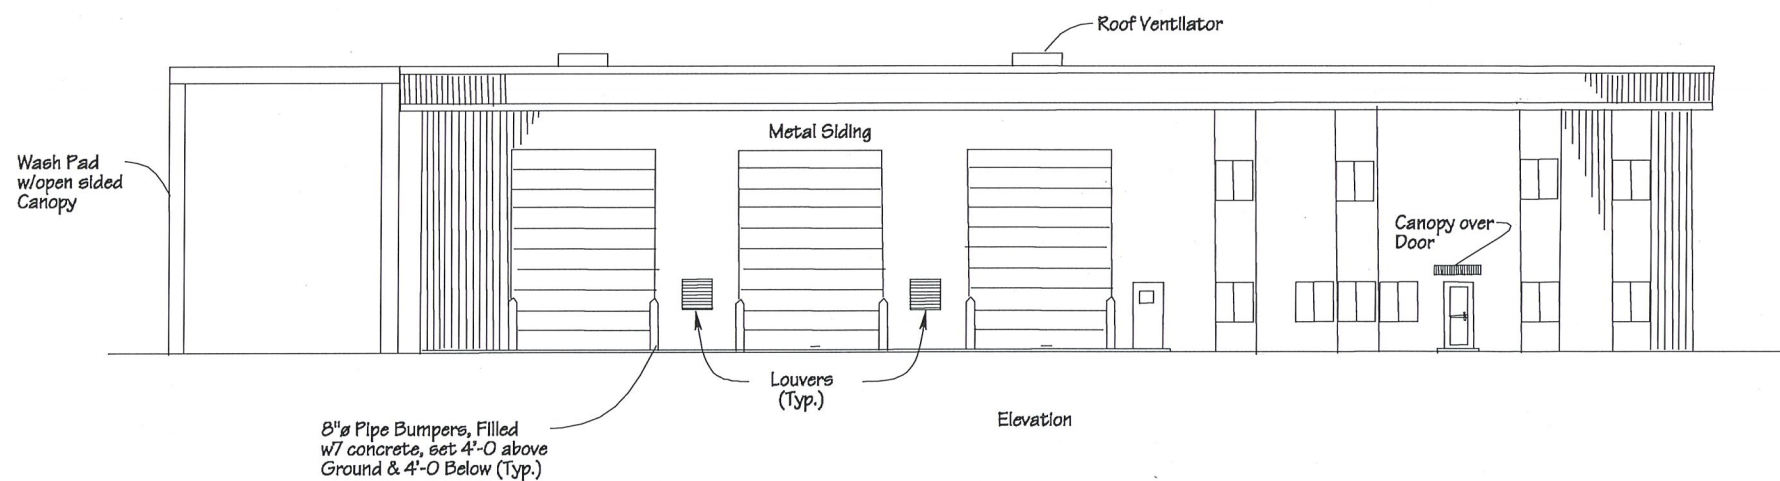 Roof Ventilator
Metal Siding
Wash Pad
w/open sided
Canopy
Canopy over
Door
Louvers
(Typ.)
Elevation
8"ø Pipe Bumpers, Filled
w7 concrete, set 4'-0 above
Ground & 4'-0 Below (Typ.)